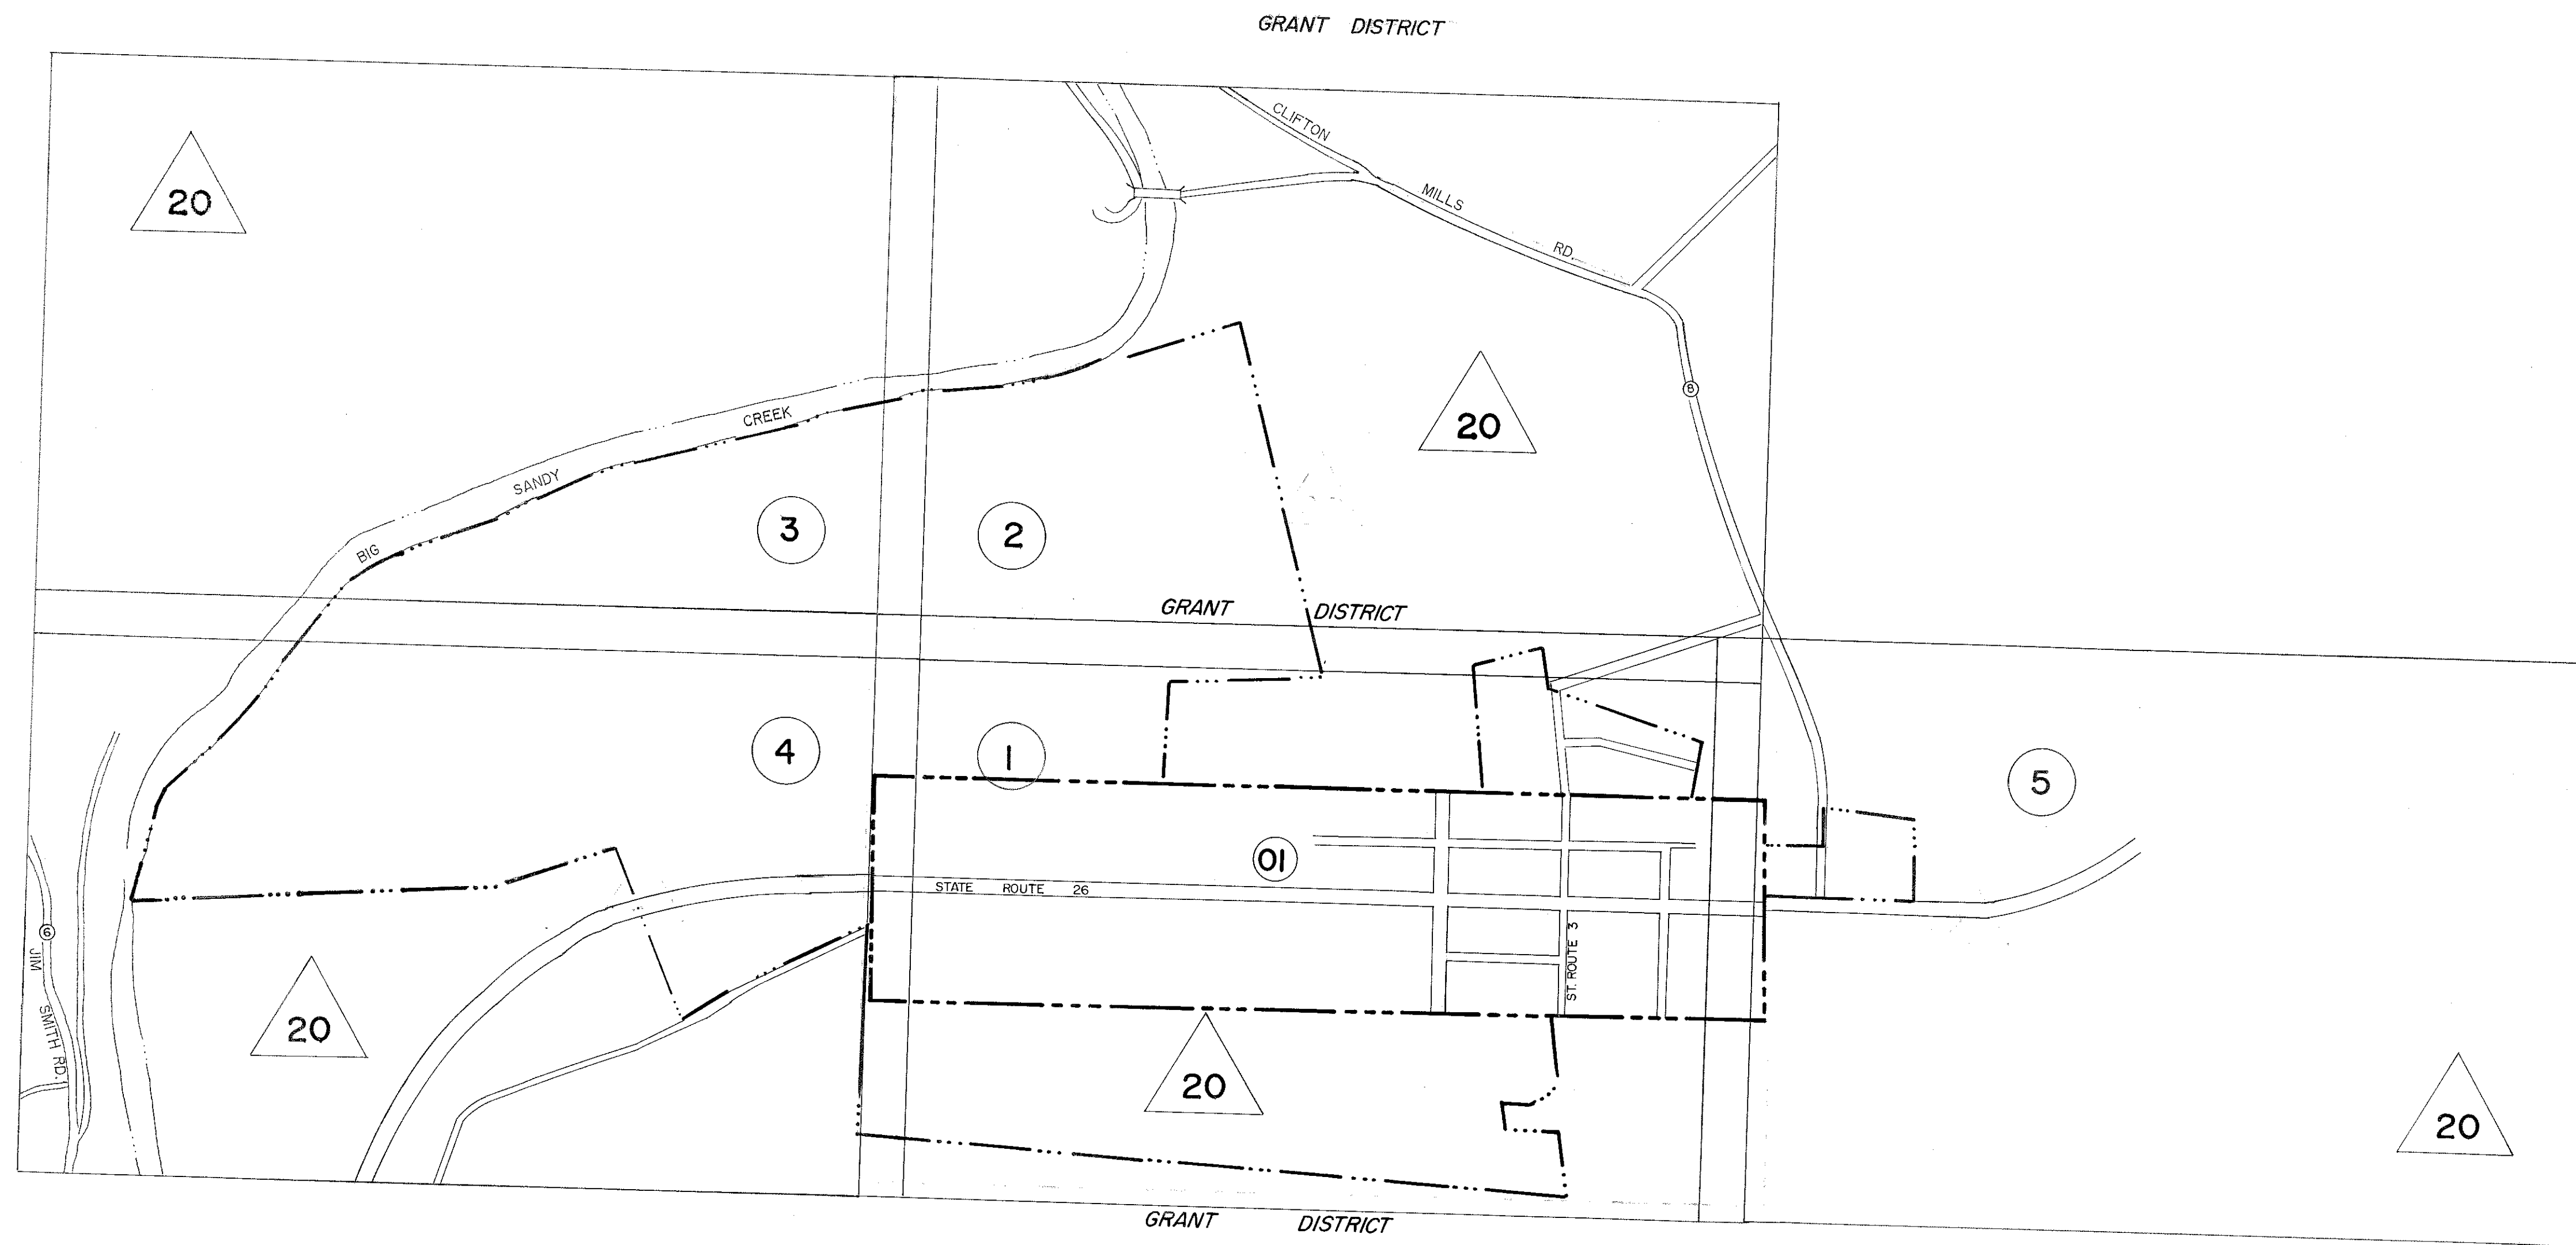 GRANT DISTRICT
CLIFTON MILLS RD.
20
8
20
BIG SANDY CREEK
3
2
GRANT DISTRICT
4
1
5
01
STATE ROUTE 26
ST. ROUTE 3
6
JIM SMITH RD.
20
20
20
GRANT DISTRICT